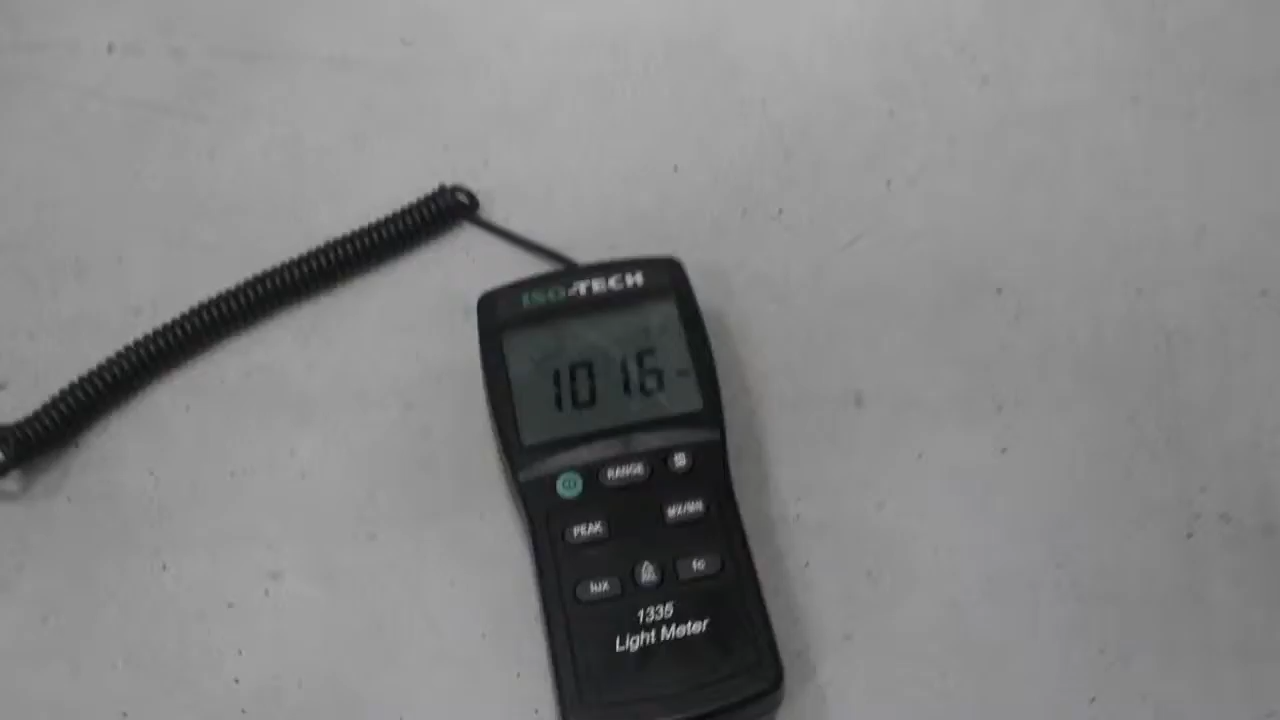 ISO-TECH
1016
RANGE
PEAK
MX/MN
lux
fc
1335
Light Meter